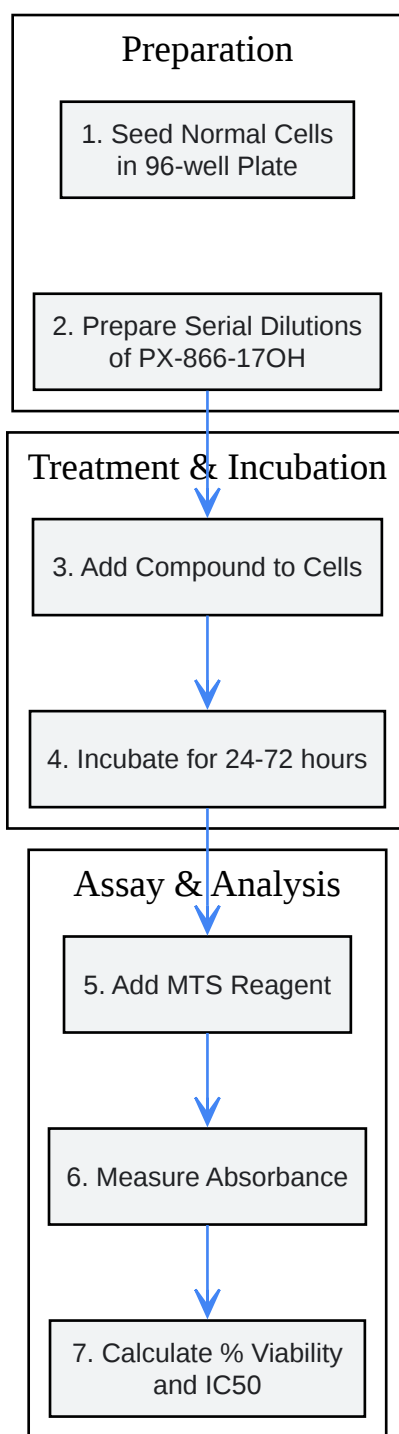 Preparation
1. Seed Normal Cells
in 96-well Plate
2. Prepare Serial Dilutions
of PX-866-17OH
Treatment & Incubation
3. Add Compound to Cells
4. Incubate for 24-72 hours
Assay & Analysis
5. Add MTS Reagent
6. Measure Absorbance
7. Calculate % Viability
and IC50